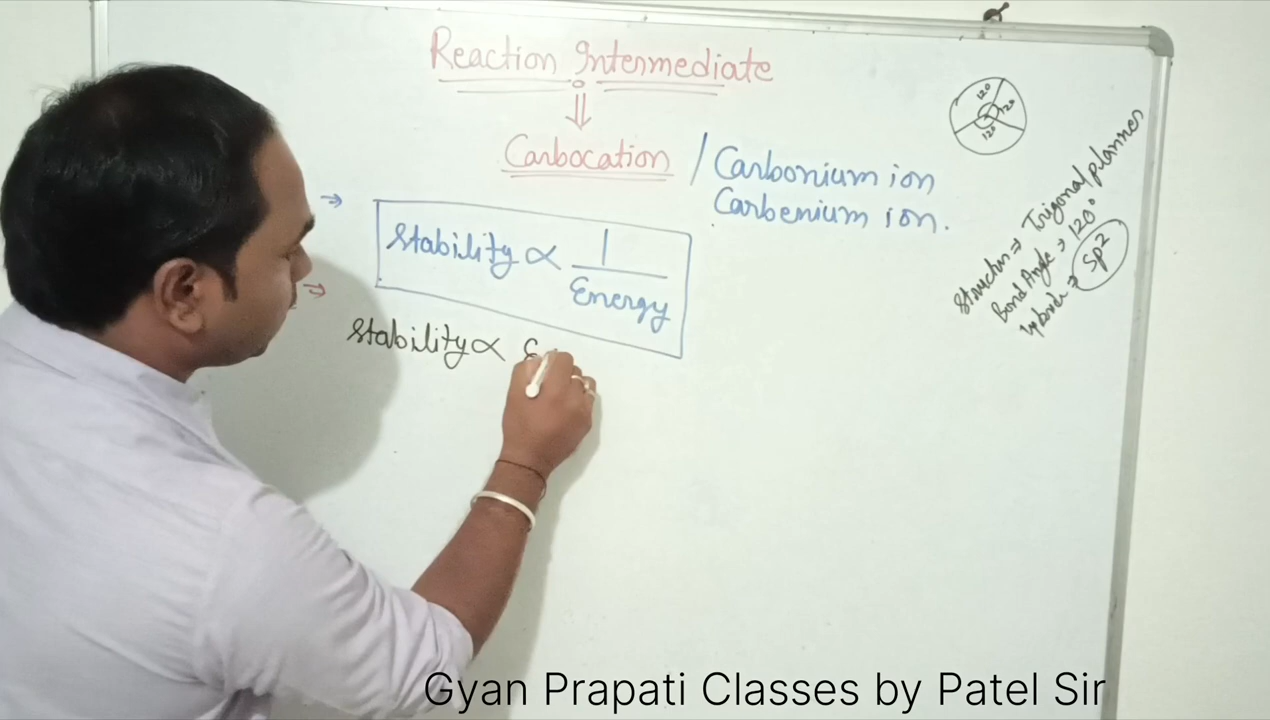 Reaction Intermediate
⇓
Carbocation / Carbonium ion
Carbenium ion.
→ Stability ∝ 1/Energy
→ Stability ∝ E
120 120 120
Structure → Trigonal planner
Bond Angle → 120°
Hybride → sp²
Gyan Prapati Classes by Patel Sir